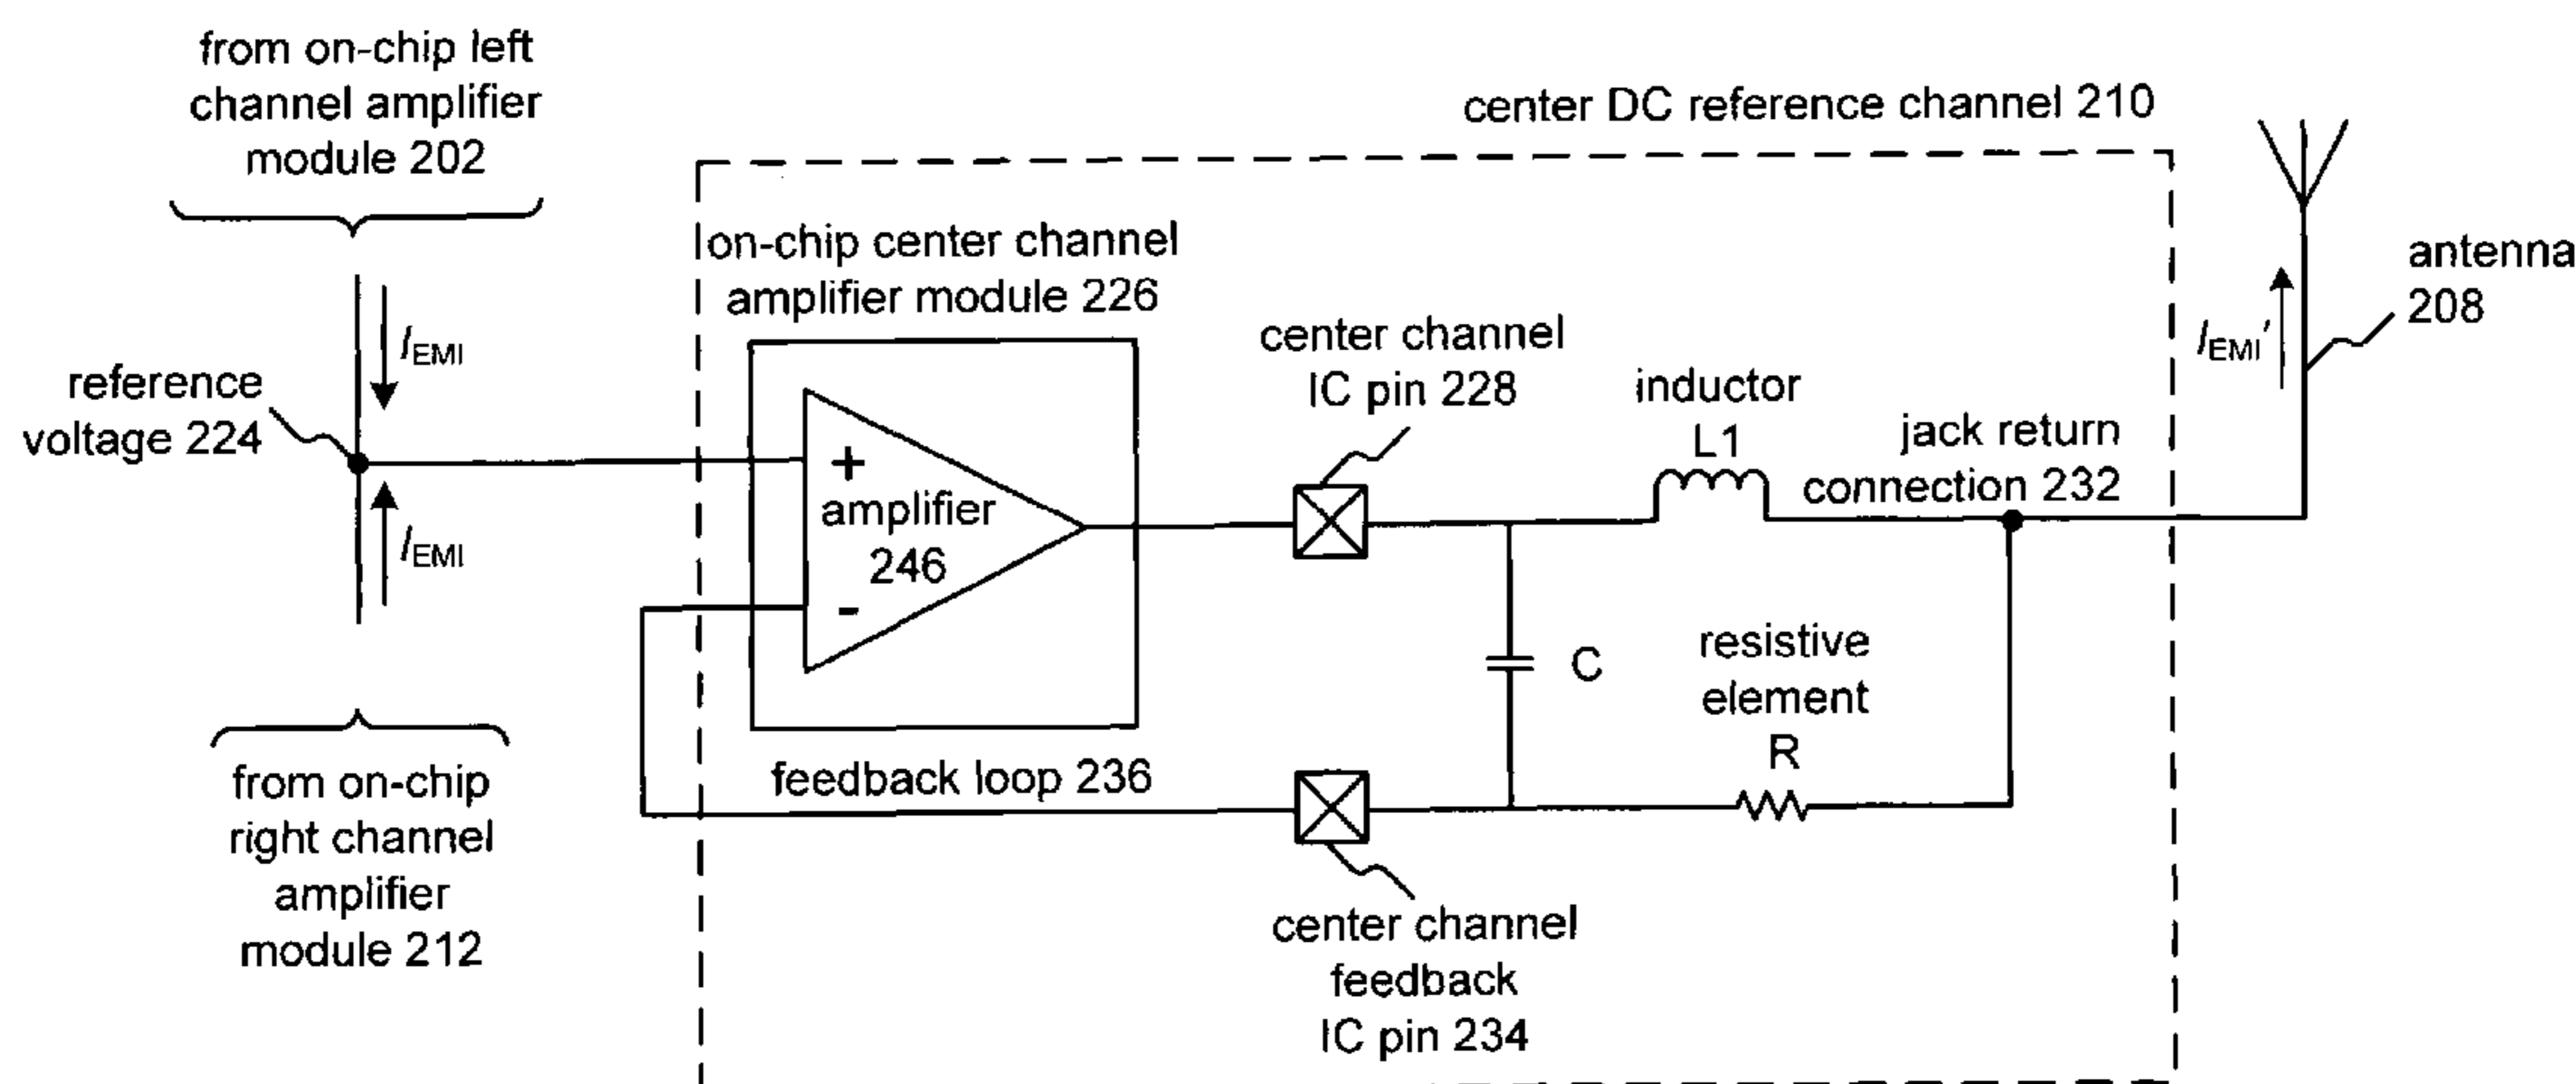 from on-chip left
channel amplifier
module 202
center DC reference channel 210
on-chip center channel
amplifier module 226
antenna
208
center channel
IC pin 228
IEMI
IEMI′
reference
voltage 224
inductor
L1
jack return
connection 232
+
amplifier
246
-
IEMI
C
resistive
element
R
feedback loop 236
from on-chip
right channel
amplifier
module 212
center channel
feedback
IC pin 234